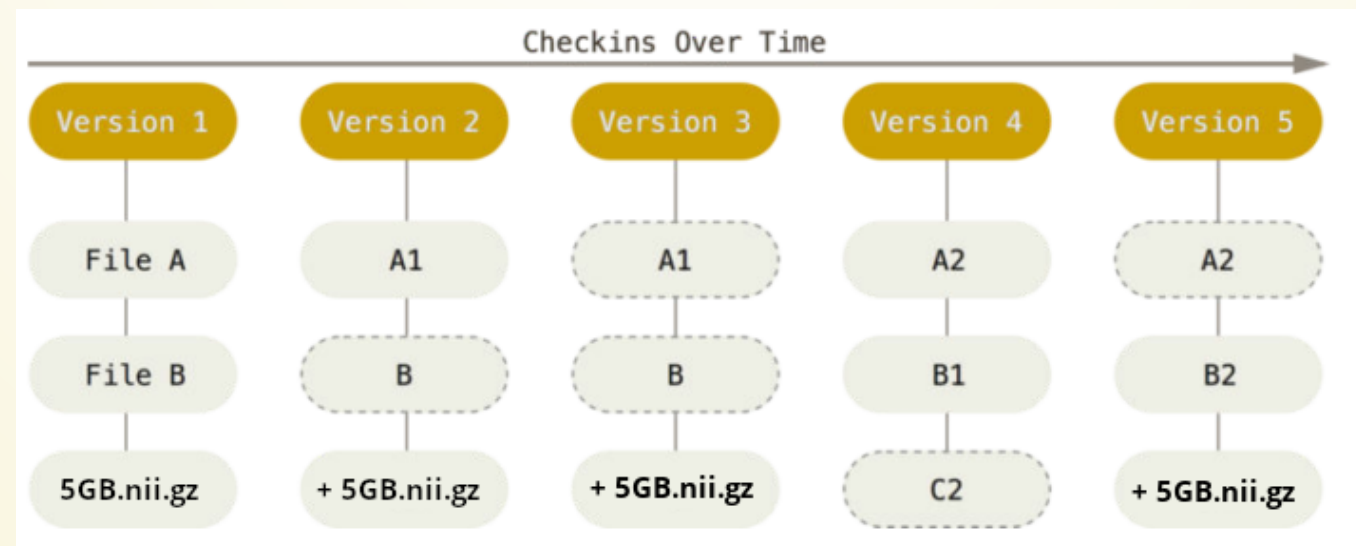 Checkins Over Time
Version 1 Version 2 Version 3 Version 4 Version 5
File A A1 A1 A2 A2
File B B B B1 B2
5GB.nii.gz + 5GB.nii.gz + 5GB.nii.gz C2 + 5GB.nii.gz